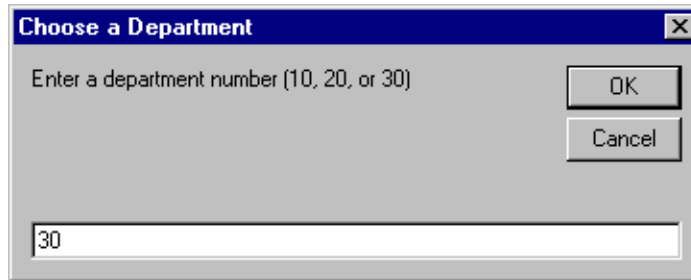 Choose a Department
Enter a department number (10, 20, or 30)
OK
Cancel
30